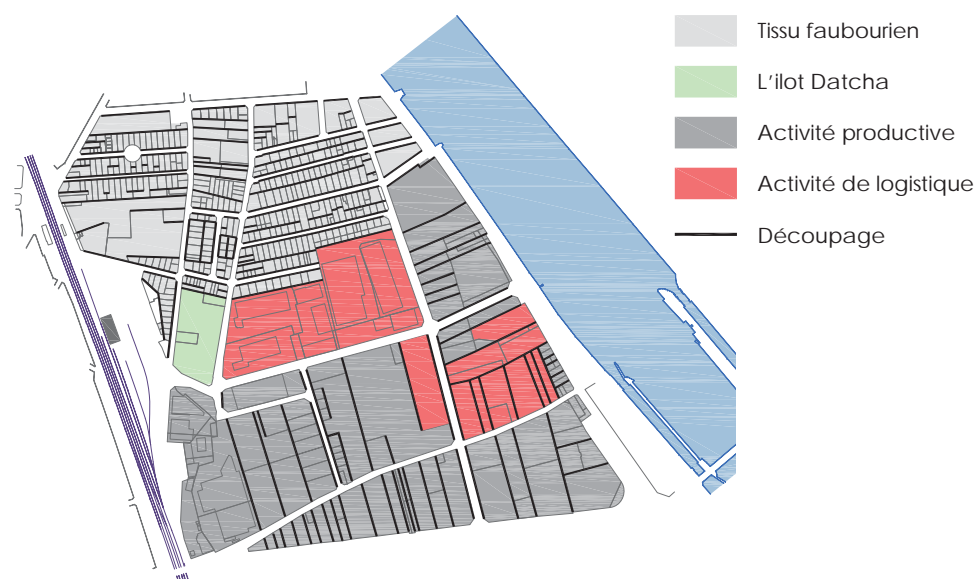 Tissu faubourien
L'ilot Datcha
Activité productive
Activité de logistique
Découpage